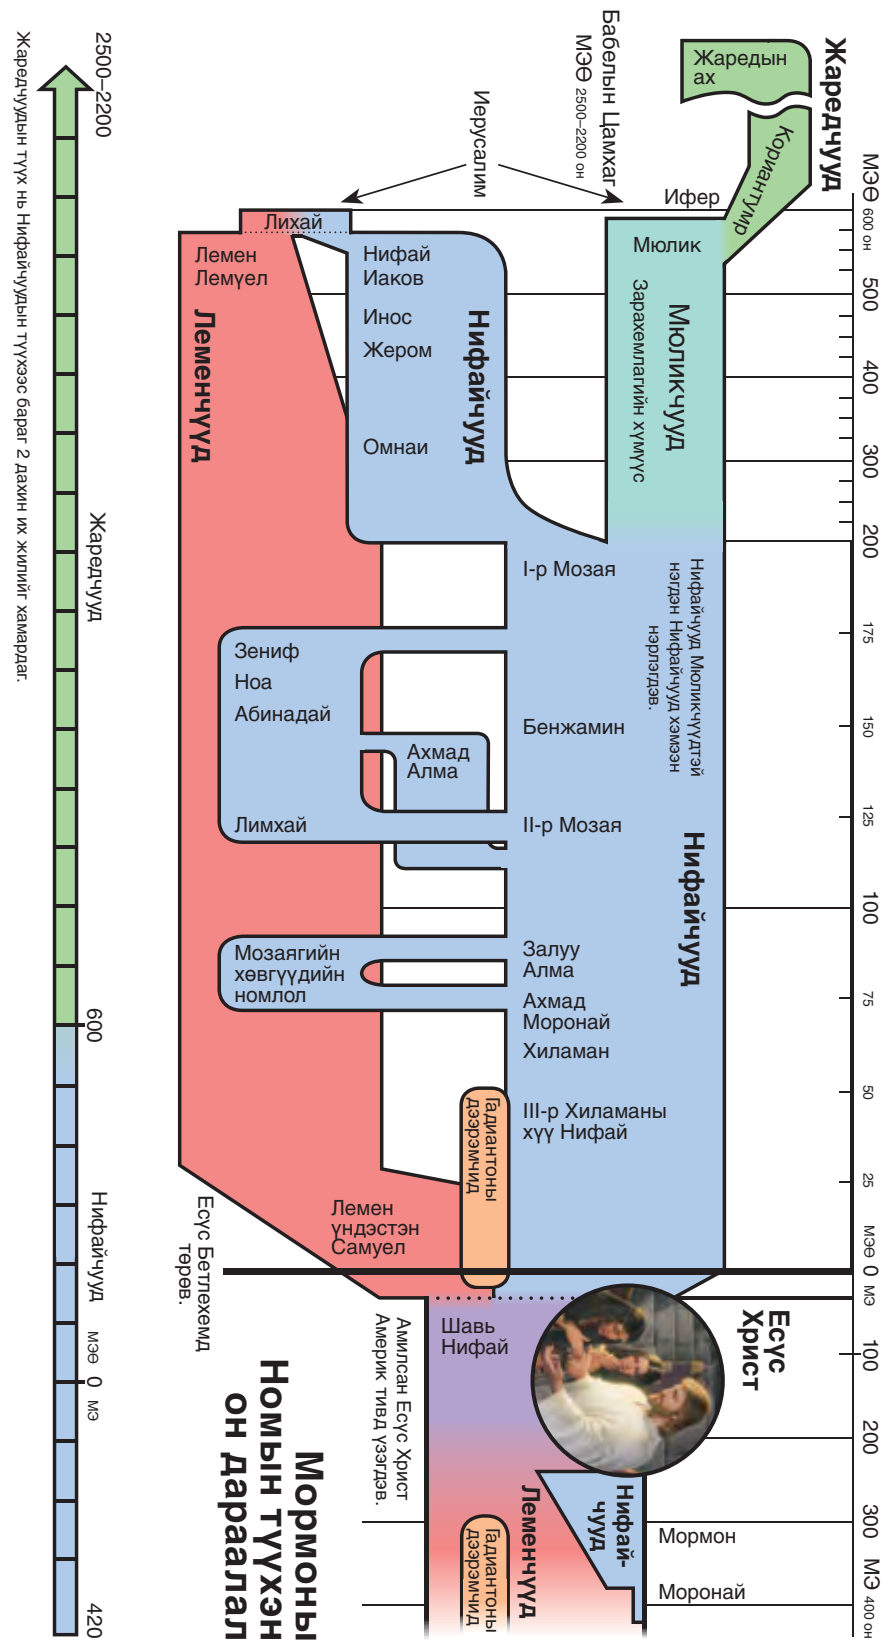 Мормоны
Номын түүхэн
он дараалал
МЭӨ 600 он
500
400
300
200
175
150
125
100
75
50
25
МЭӨ 0 МЭ
100
200
300
МЭ 400 он
Жаредчууд
Жаредын
ах
Кориантумр
Ифер
Бабелын Цамхаг
МЭӨ 2500–2200 он
Иерусалим
Мюлик
Мюликчууд
Зарахемлагийн хүмүүс
Нифайчууд Мюликчүүдтэй
нэгдэн Нифайчууд хэмээн
нэрлэгдэв.
Нифайчууд
Лихай
Нифай
Иаков
Инос
Жером
Омнаи
Нифайчууд
I-р Мозая
Бенжамин
II-р Мозая
Залуу
Алма
Ахмад
Моронай
Хиламан
III-р Хиламаны
хүү Нифай
Лемен
Лемүел
Леменчүүд
Зениф
Ноа
Абинадай
Лимхай
Ахмад
Алма
Мозаягийн
хөвгүүдийн
номлол
Гадиантоны
дээрэмчид
Лемен
үндэстэн
Самуел
Есүс Бетлехемд
төрөв.
Есүс
Христ
Шавь
Нифай
Амилсан Есүс Христ
Америк тивд үзэгдэв.
Нифай-
чууд
Леменчүүд
Гадиантоны
дээрэмчид
Мормон
Моронай
2500–2200
Жаредчууд
600
Нифайчууд
МЭӨ 0 МЭ
420
Жаредчуудын түүх нь Нифайчуудын түүхээс бараг 2 дахин их жилийг хамардаг.